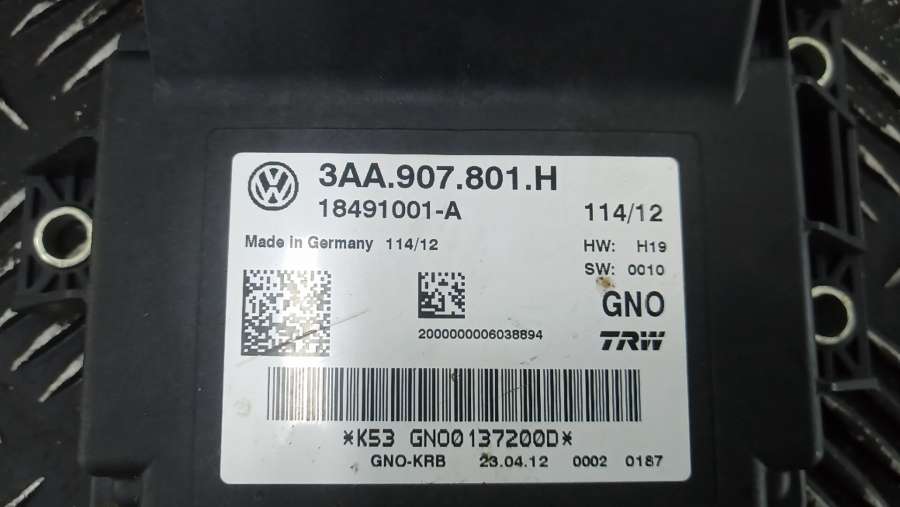 3AA.907.801.H
18491001-A 114/12
Made in Germany 114/12 HW: H19
SW: 0010
GNO
2000000006038894 TRW
*K53 GNO0137200D*
GNO-KRB 23.04.12 0002 0187